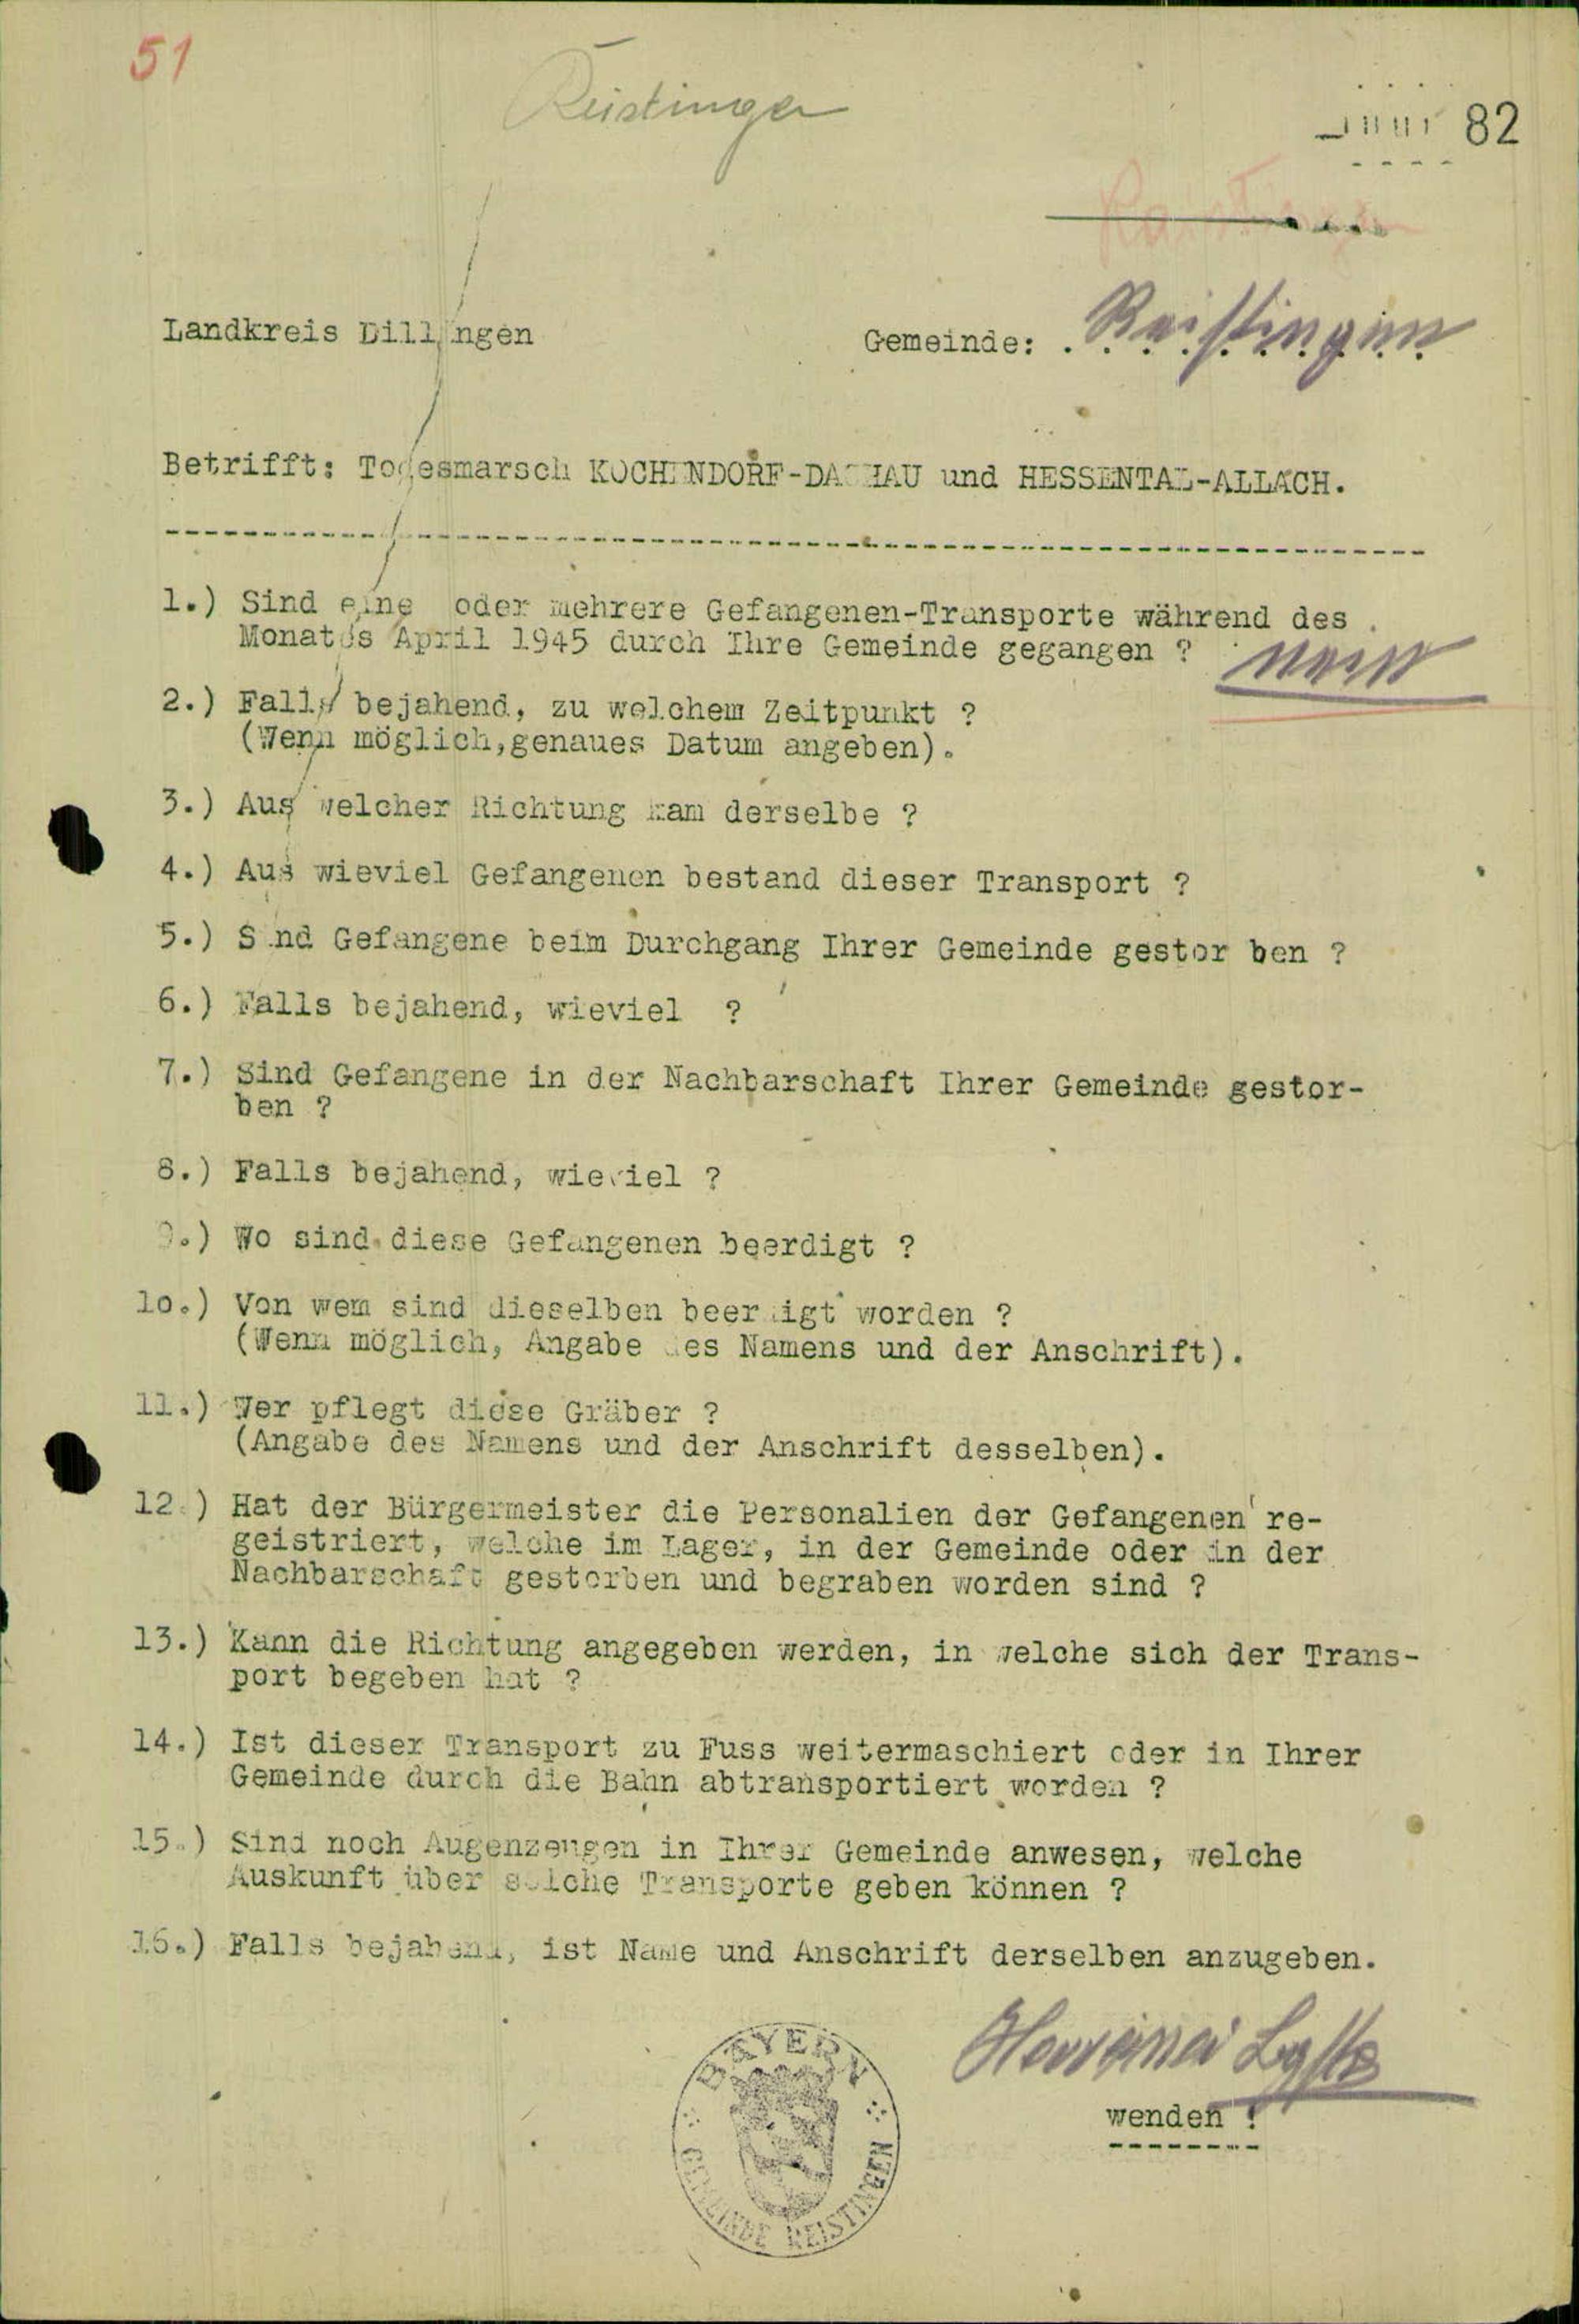 51
Reistingen
82
Landkreis Dillingen Gemeinde: Reistingen
Betrifft: Todesmarsch KOCHENDORF-DACHAU und HESSENTAL-ALLACH.
1.) Sind eine oder mehrere Gefangenen-Transporte während des
Monates April 1945 durch Ihre Gemeinde gegangen ? nein
2.) Falls bejahend, zu welchem Zeitpunkt ?
(Wenn möglich,genaues Datum angeben).
3.) Aus welcher Richtung kam derselbe ?
4.) Aus wieviel Gefangenen bestand dieser Transport ?
5.) Sind Gefangene beim Durchgang Ihrer Gemeinde gestor ben ?
6.) Falls bejahend, wieviel ?
7.) Sind Gefangene in der Nachbarschaft Ihrer Gemeinde gestor-
ben ?
8.) Falls bejahend, wieviel ?
9.) Wo sind diese Gefangenen beerdigt ?
10.) Von wem sind dieselben beerdigt worden ?
(Wenn möglich, Angabe des Namens und der Anschrift).
11.) Wer pflegt diese Gräber ?
(Angabe des Namens und der Anschrift desselben).
12.) Hat der Bürgermeister die Personalien der Gefangenen re-
geistriert, welche im Lager, in der Gemeinde oder in der
Nachbarschaft gestorben und begraben worden sind ?
13.) Kann die Richtung angegeben werden, in welche sich der Trans-
port begeben hat ?
14.) Ist dieser Transport zu Fuss weitermaschiert oder in Ihrer
Gemeinde durch die Bahn abtransportiert worden ?
15.) Sind noch Augenzeugen in Ihrer Gemeinde anwesen, welche
Auskunft über solche Transporte geben können ?
16.) Falls bejahend, ist Name und Anschrift derselben anzugeben.
wenden !
BAYERN
GEMEINDE REISTINGEN